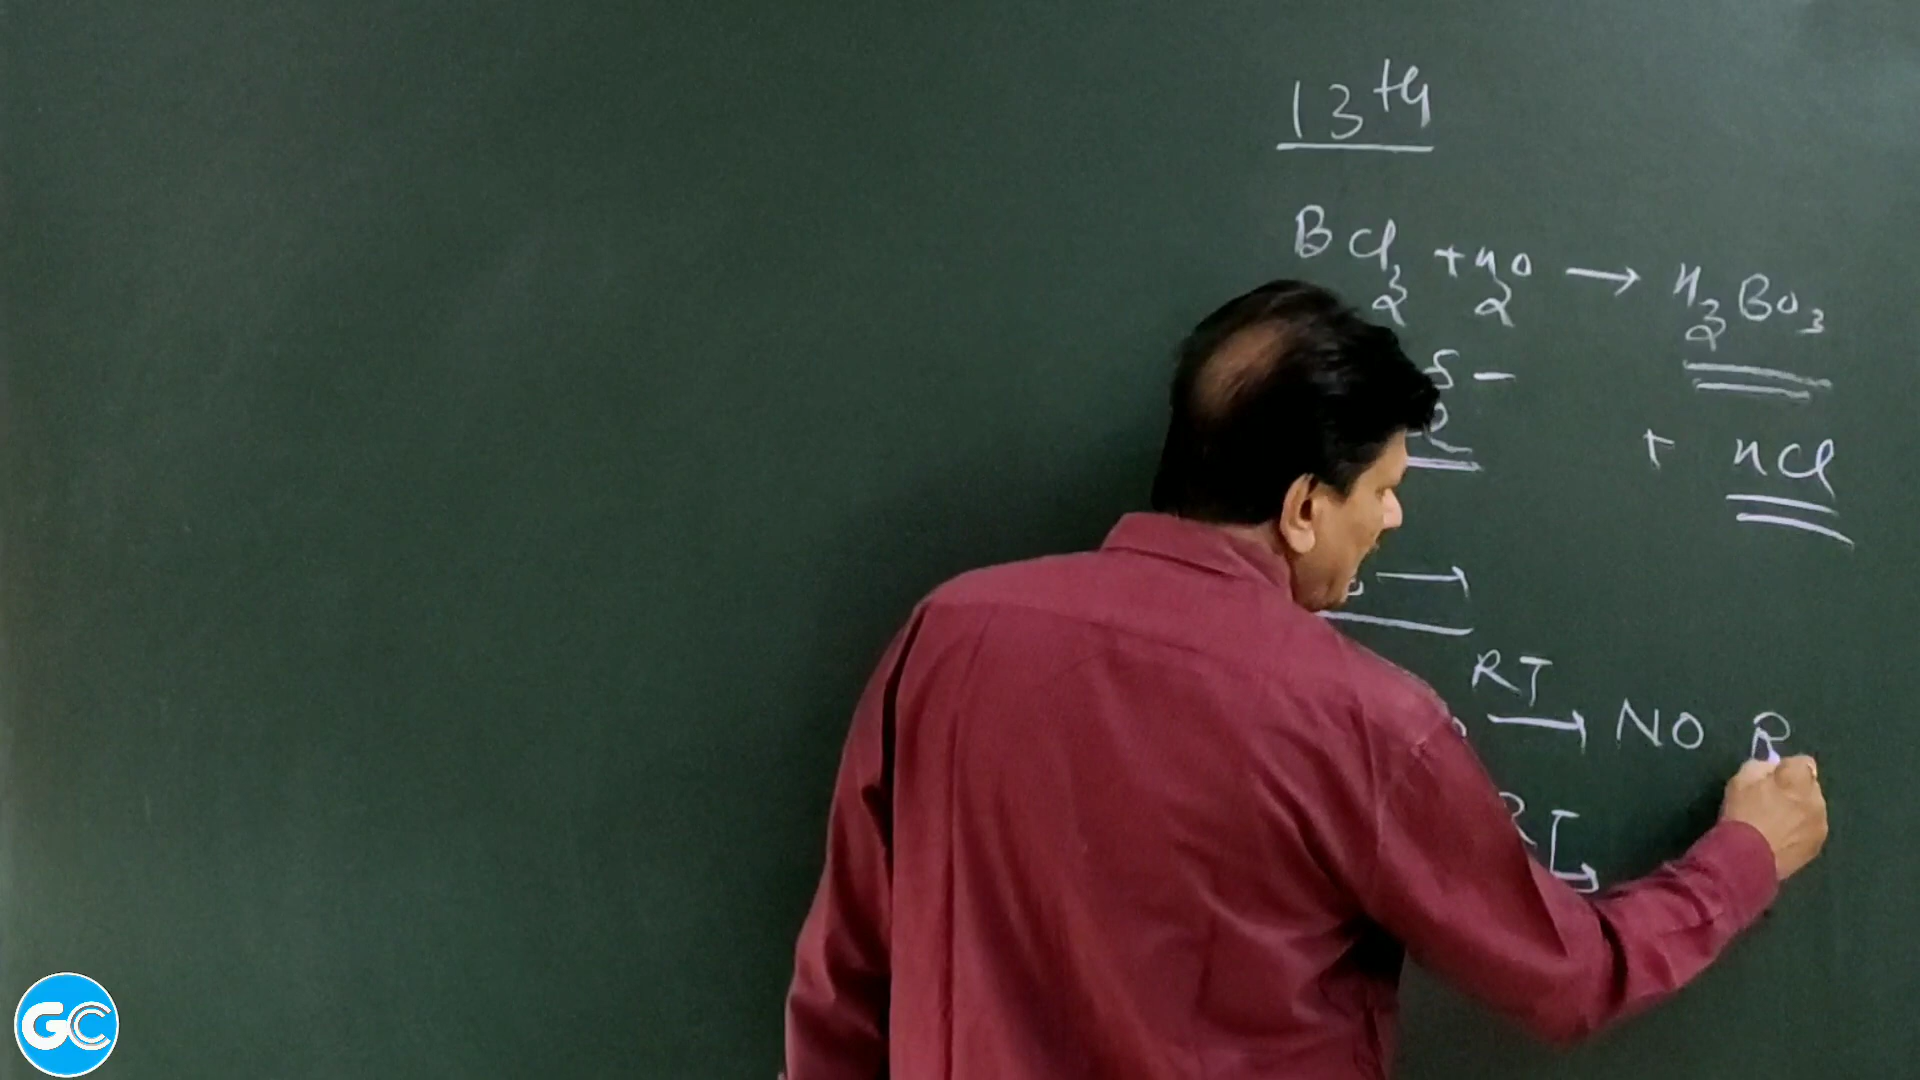 13th
BCl3 + H2O → H3BO3
+ HCl
→
RT
→ NO R
RT
→
GC